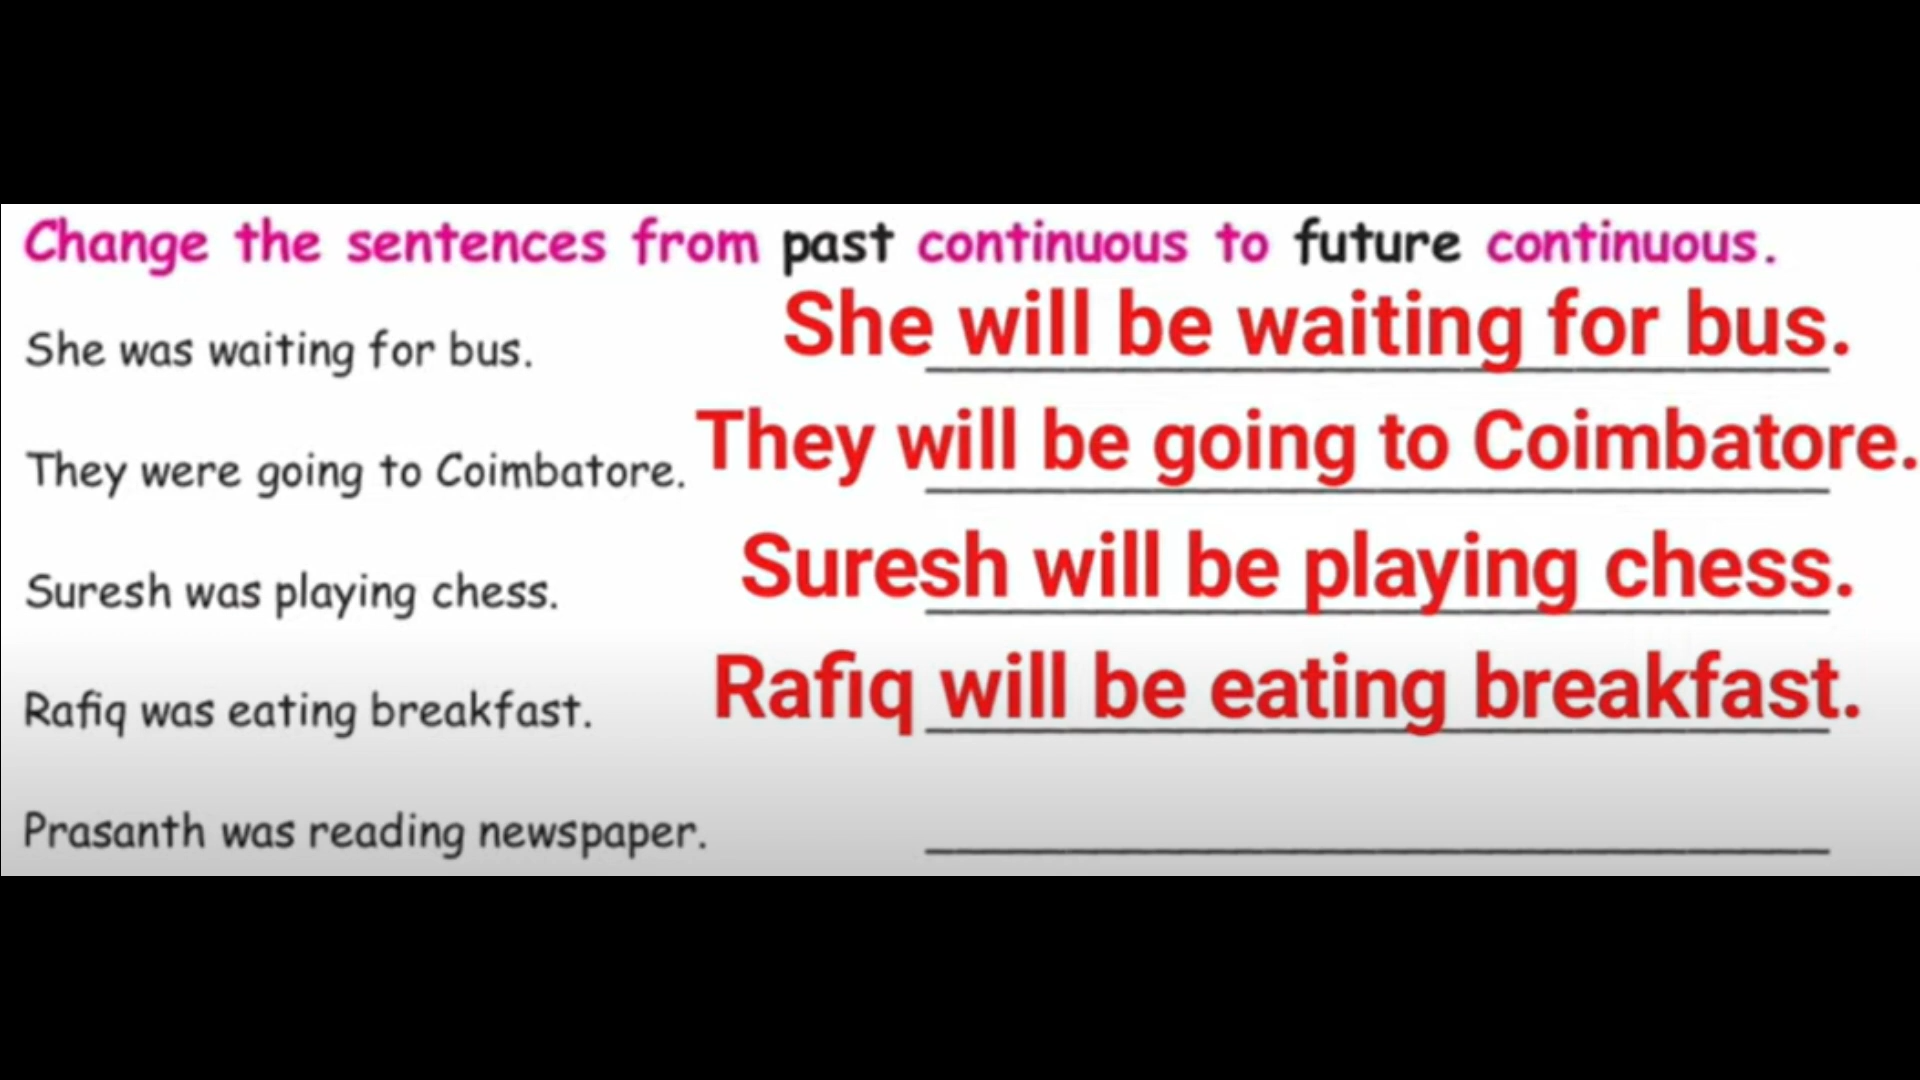 Change the sentences from past continuous to future continuous.
She was waiting for bus. She will be waiting for bus.
They were going to Coimbatore. They will be going to Coimbatore.
Suresh was playing chess. Suresh will be playing chess.
Rafiq was eating breakfast. Rafiq will be eating breakfast.
Prasanth was reading newspaper.